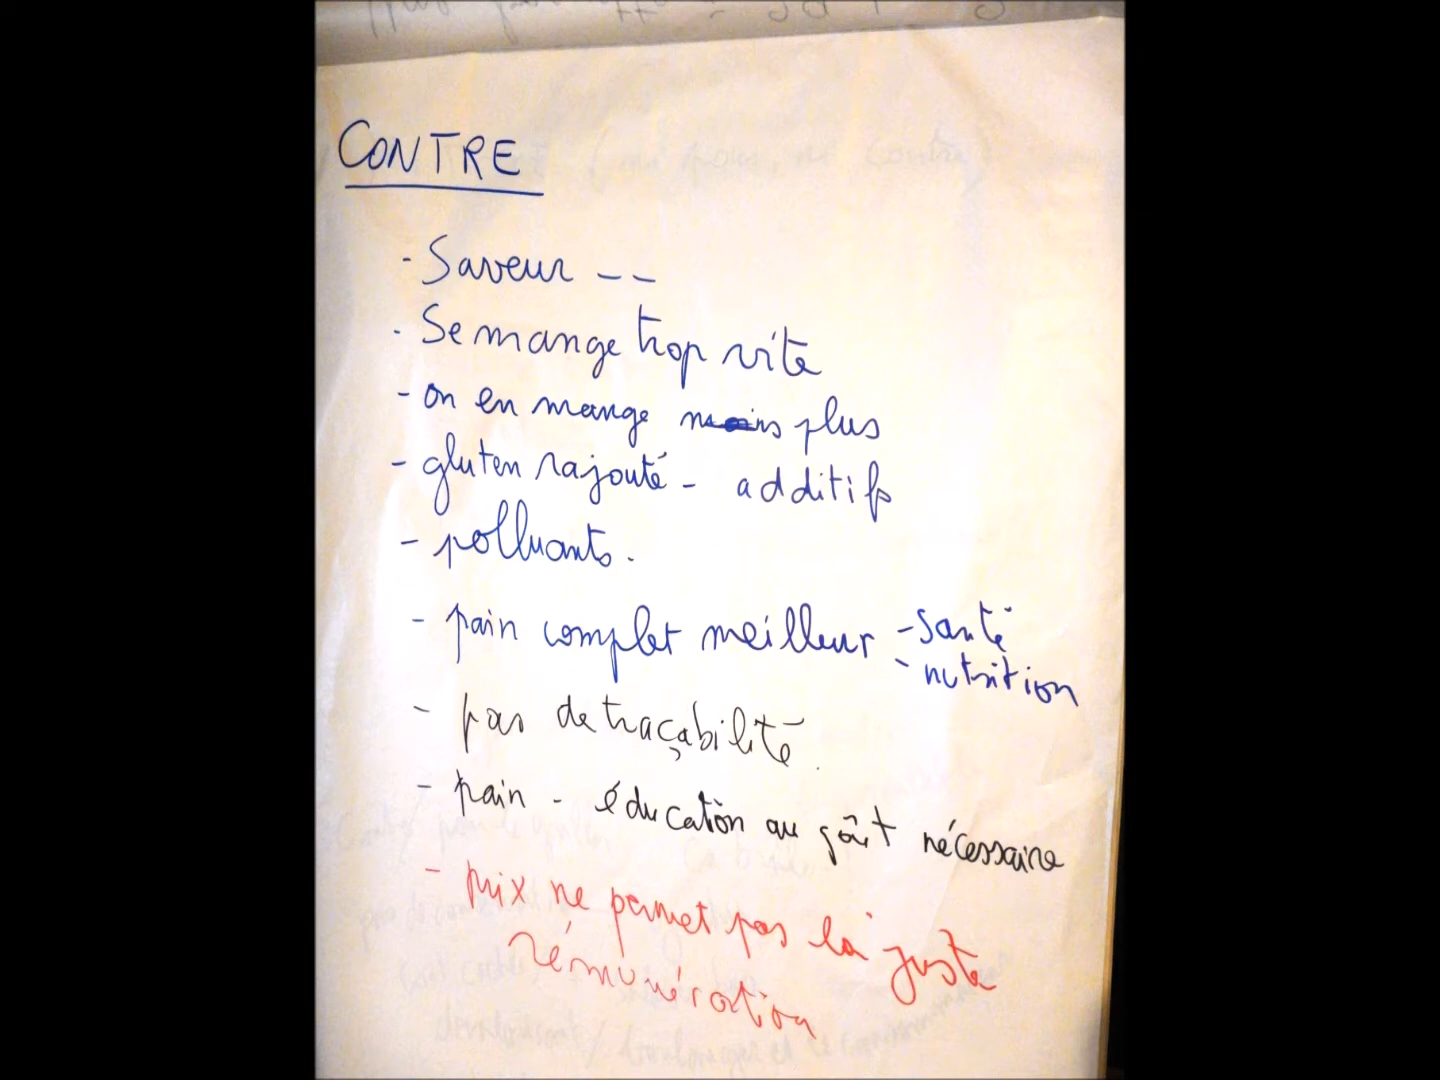 CONTRE
- Saveur --
- Se mange trop vite
- on en mange moins plus
- gluten rajouté - additifs
- polluants.
- pain complet meilleur - santé
- nutrition
- pas de traçabilité
- pain - éducation au goût nécessaire
- prix ne permet pas la juste
rémunération